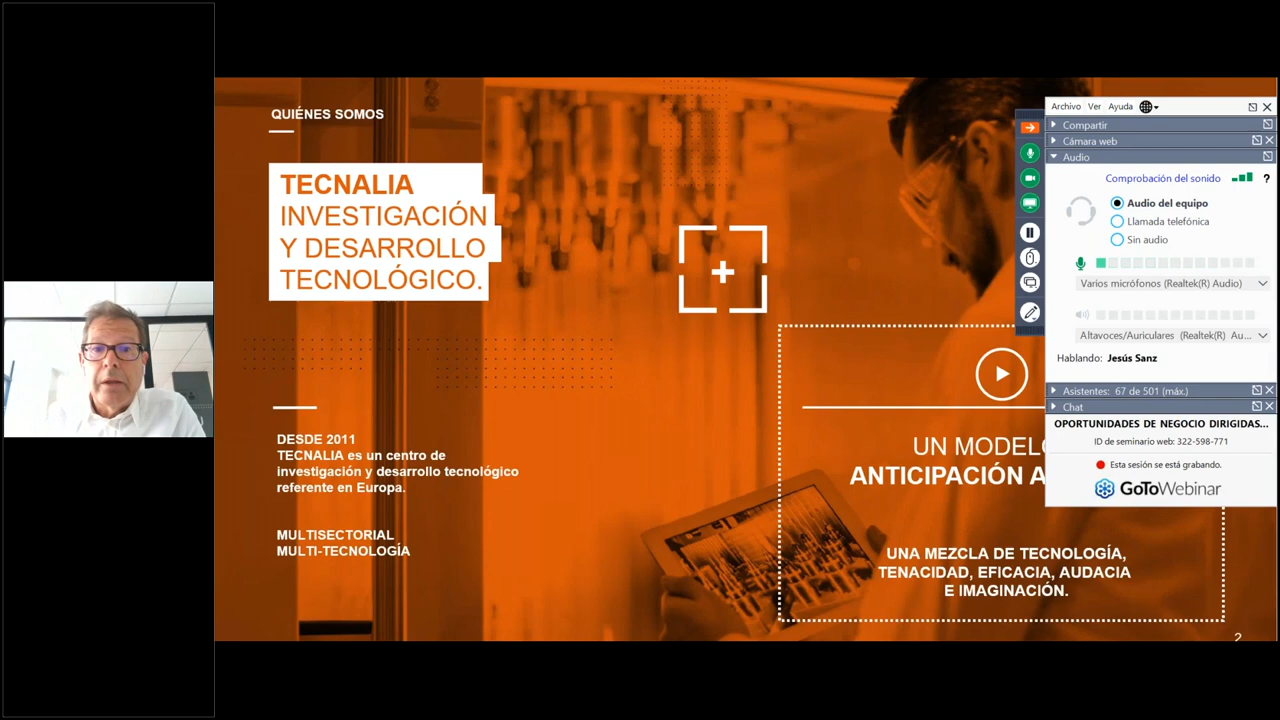 QUIÉNES SOMOS
TECNALIA
INVESTIGACIÓN
Y DESARROLLO
TECNOLÓGICO.
DESDE 2011
TECNALIA es un centro de
investigación y desarrollo tecnológico
referente en Europa.
MULTISECTORIAL
MULTI-TECNOLOGÍA
UN MODELO
ANTICIPACIÓN A
UNA MEZCLA DE TECNOLOGÍA,
TENACIDAD, EFICACIA, AUDACIA
E IMAGINACIÓN.
2
Archivo Ver Ayuda
Compartir
Cámara web
Audio
Comprobación del sonido ?
Audio del equipo
Llamada telefónica
Sin audio
Varios micrófonos (Realtek(R) Audio)
Altavoces/Auriculares (Realtek(R) Au...
Hablando: Jesús Sanz
Asistentes: 67 de 501 (máx.)
Chat
OPORTUNIDADES DE NEGOCIO DIRIGIDAS...
ID de seminario web: 322-598-771
Esta sesión se está grabando.
GoToWebinar